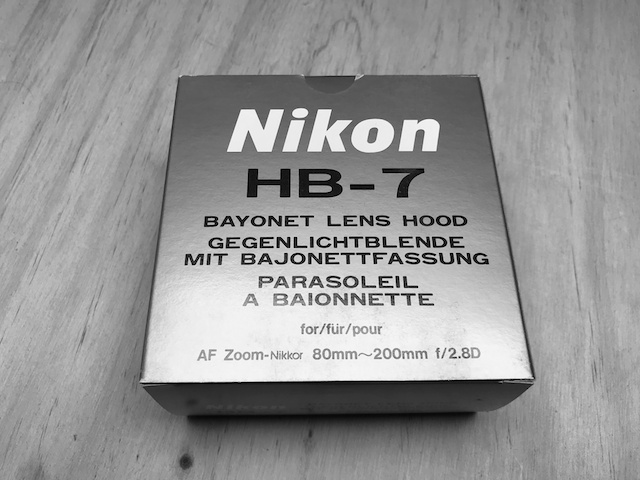 Nikon
HB-7
BAYONET LENS HOOD
GEGENLICHTBLENDE
MIT BAJONETTFASSUNG
PARASOLEIL
A BAIONNETTE
for/für/pour
AF Zoom-Nikkor 80mm~200mm f/2.8D
Nikon